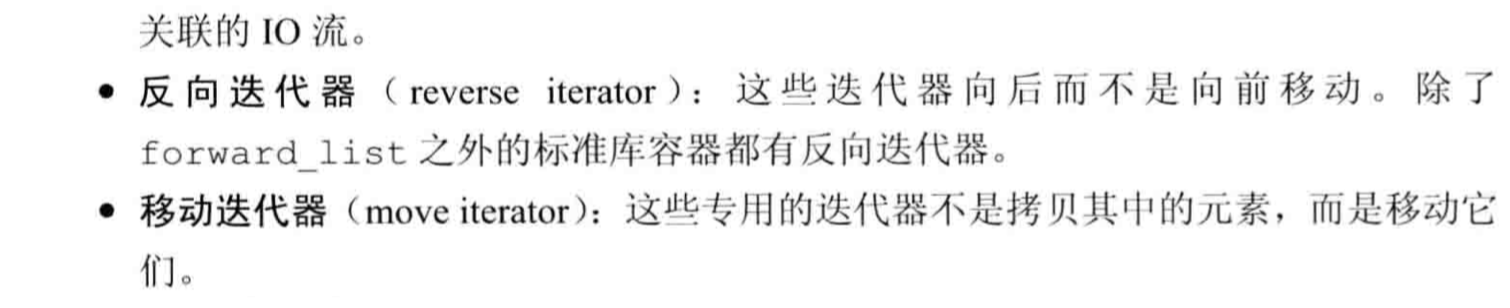 关联的 IO 流。
• 反向迭代器（reverse iterator）：这些迭代器向后而不是向前移动。除了
forward_list 之外的标准库容器都有反向迭代器。
• 移动迭代器（move iterator）：这些专用的迭代器不是拷贝其中的元素，而是移动它
们。